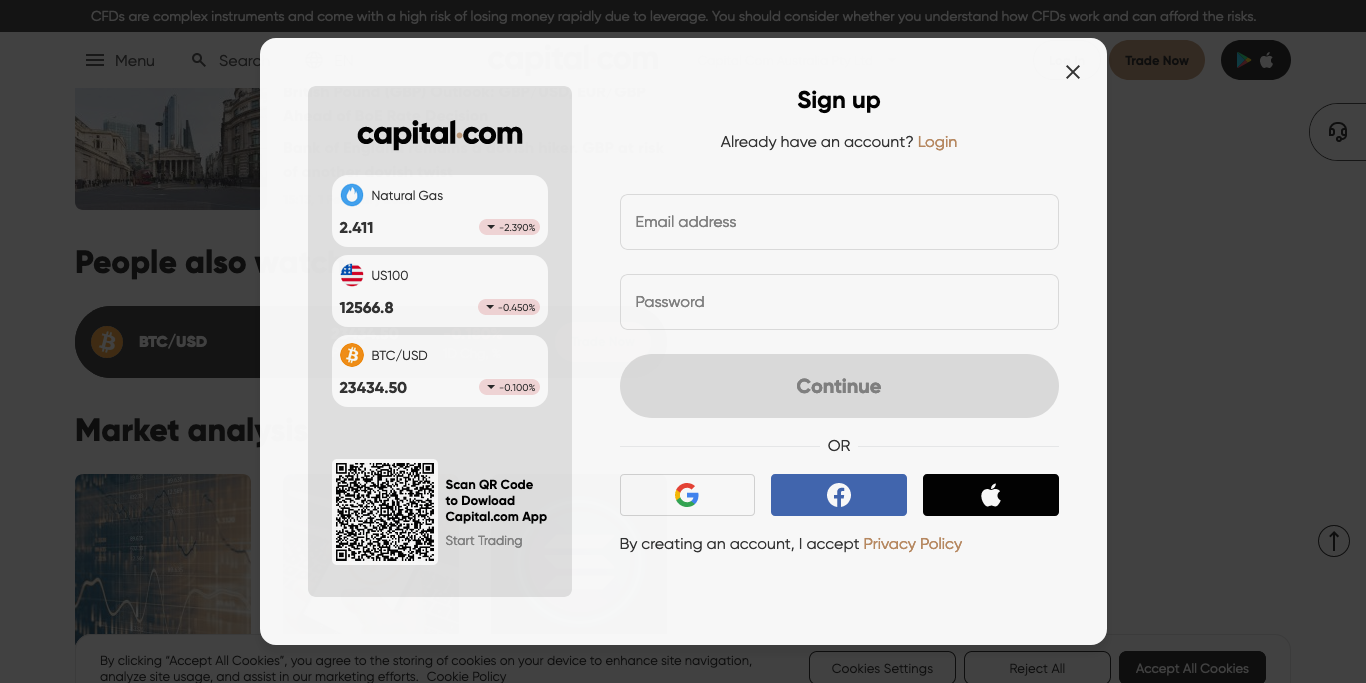 CFDs are complex instruments and come with a high risk of losing money rapidly due to leverage. You should consider whether you understand how CFDs work and can afford the risks.
Menu
Searc
Trade Now
capital.com
Natural Gas
2.411
-2.390%
US100
12566.8
-0.450%
BTC/USD
23434.50
-0.100%
Scan QR Code
to Dowload
Capital.com App
Start Trading
Sign up
Already have an account? Login
Email address
Password
Continue
OR
By creating an account, I accept Privacy Policy
People also watch
BTC/USD
Market analysis
By clicking “Accept All Cookies”, you agree to the storing of cookies on your device to enhance site navigation,
analyze site usage, and assist in our marketing efforts. Cookie Policy
Cookies Settings
Reject All
Accept All Cookies